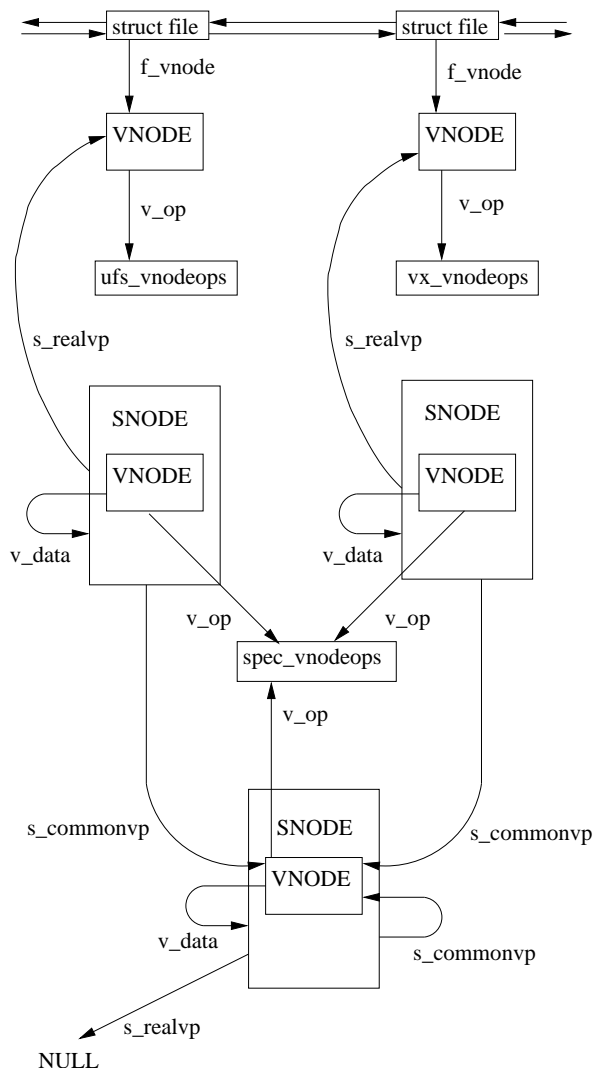 struct file
struct file
f_vnode
f_vnode
VNODE
VNODE
v_op
v_op
ufs_vnodeops
vx_vnodeops
s_realvp
s_realvp
SNODE
SNODE
VNODE
VNODE
v_data
v_data
v_op
v_op
spec_vnodeops
v_op
SNODE
s_commonvp
s_commonvp
VNODE
v_data
s_commonvp
s_realvp
NULL